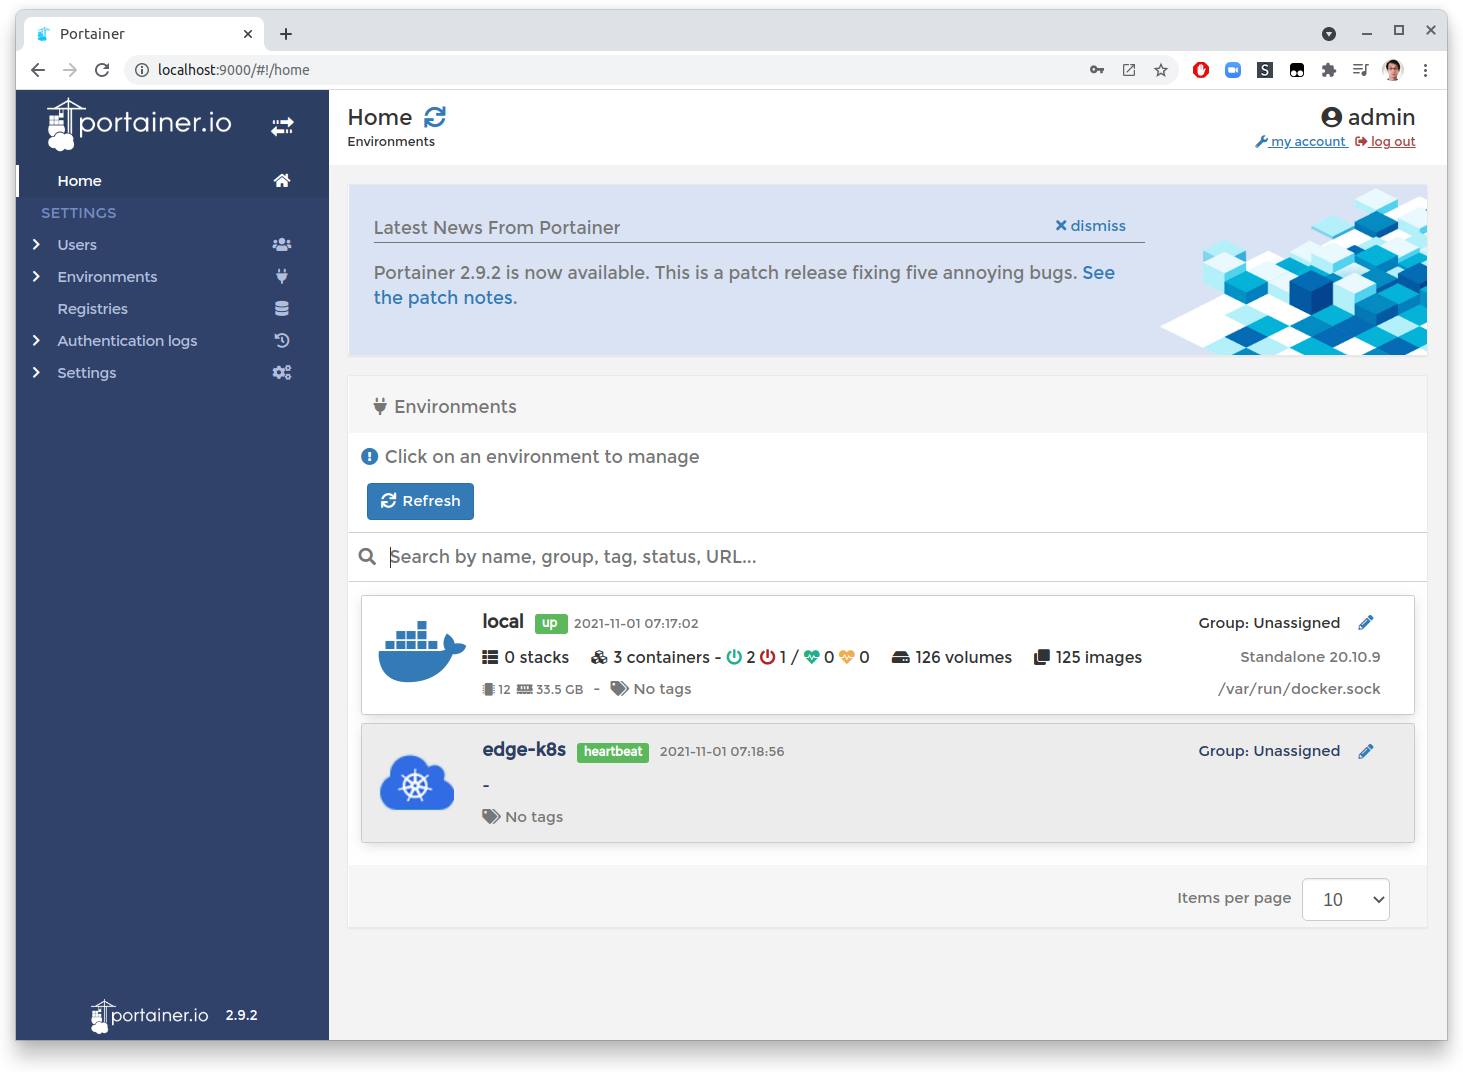 Portainer
localhost:9000/#!/home
S
portainer.io
Home
SETTINGS
Users
Environments
Registries
Authentication logs
Settings
portainer.io 2.9.2
Home
Environments
admin
my account log out
Latest News From Portainer
dismiss
Portainer 2.9.2 is now available. This is a patch release fixing five annoying bugs. See
the patch notes.
Environments
Click on an environment to manage
Refresh
Search by name, group, tag, status, URL...
local up 2021-11-01 07:17:02 Group: Unassigned
0 stacks 3 containers - 2 1 / 0 0 126 volumes 125 images Standalone 20.10.9
12 33.5 GB - No tags /var/run/docker.sock
edge-k8s heartbeat 2021-11-01 07:18:56 Group: Unassigned
-
No tags
Items per page 10